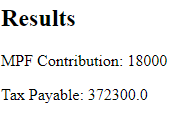 Results
MPF Contribution: 18000
Tax Payable: 372300.0